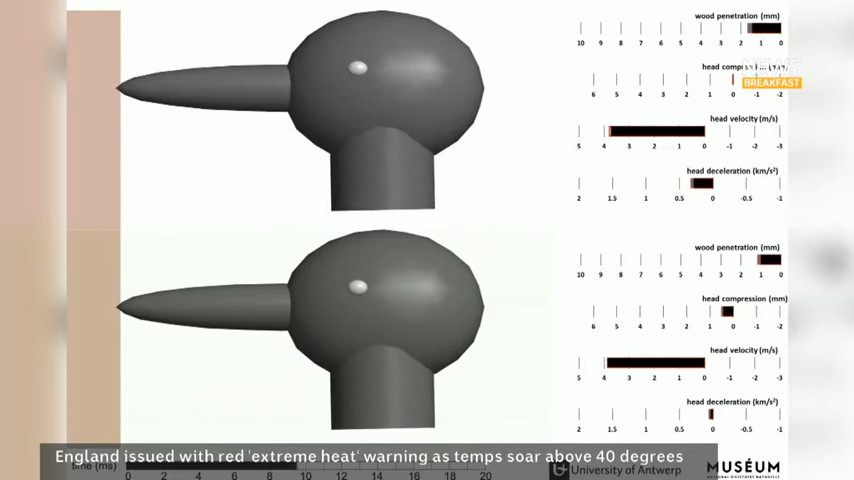 wood penetration (mm)
10 9 8 7 6 5 4 3 2 1 0
NEWS
BREAKFAST
head
6 5 4 3 2 1 0 -1 -2
head velocity (m/s)
5 4 3 2 1 0 -1 -2 -3
head deceleration (km/s²)
2 1.5 1 0.5 0 -0.5 -1
wood penetration (mm)
10 9 8 7 6 5 4 3 2 1 0
head compression (mm)
6 5 4 3 2 1 0 -1 -2
head velocity (m/s)
5 4 3 2 1 0 -1 -2 -3
head deceleration (km/s²)
2 1.5 1 0.5 0 -0.5 -1
England issued with red 'extreme heat' warning as temps soar above 40 degrees
time (ms)
0 2 4 6 8 10 12 14 16 18 20
University of Antwerp
MUSÉUM